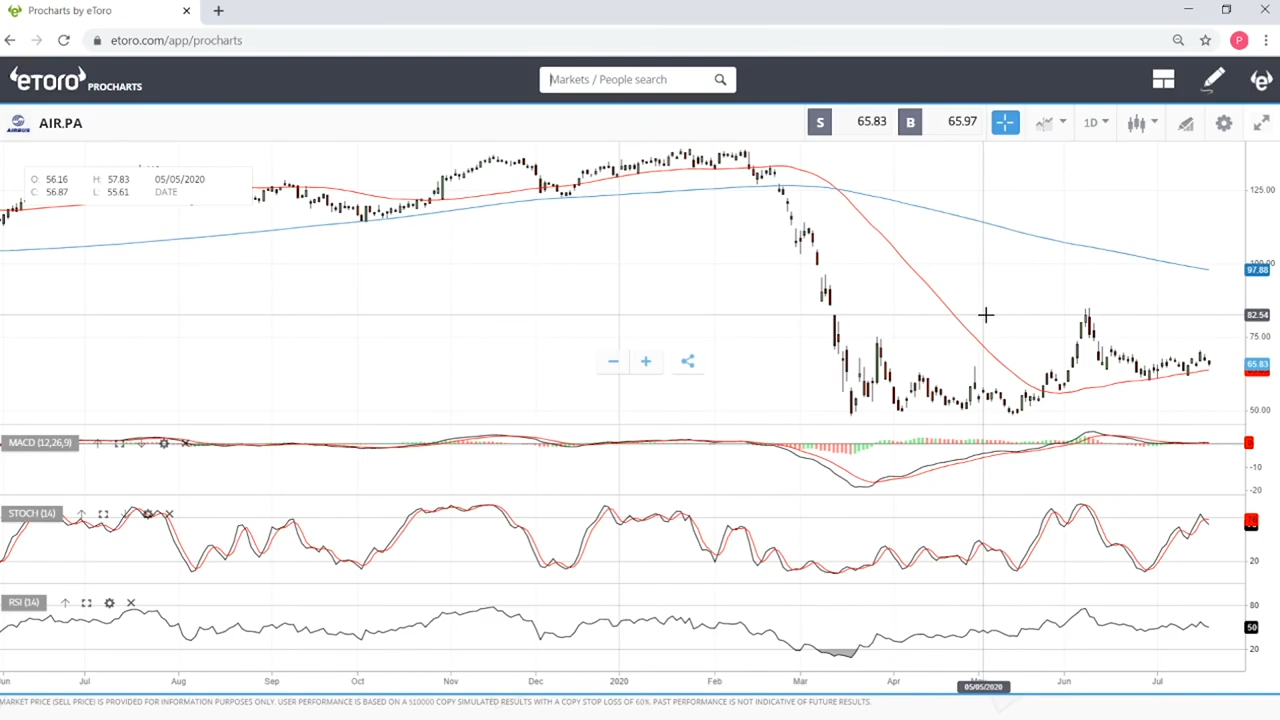 Procharts by eToro
etoro.com/app/procharts
P
eToro PROCHARTS
Markets / People search
AIRBUS
AIR.PA
S 65.83 B 65.97
1D
O: 56.16 H: 57.83 05/05/2020
C: 56.87 L: 55.61 DATE
125.00
100.00
97.88
82.54
75.00
65.83
50.00
MACD (12,26,9)
-10
-20
STOCH (14)
20
RSI (14)
80
50
20
Jul Aug Sep Oct Nov Dec 2020 Feb Mar Apr Jun Jul
05/05/2020
MARKET PRICE (SELL PRICE) IS PROVIDED FOR INFORMATION PURPOSES ONLY. USER PERFORMANCE IS BASED ON A $10000 COPY SIMULATED RESULTS WITH A COPY STOP LOSS OF 60%. PAST PERFORMANCE IS NOT INDICATIVE OF FUTURE RESULTS.